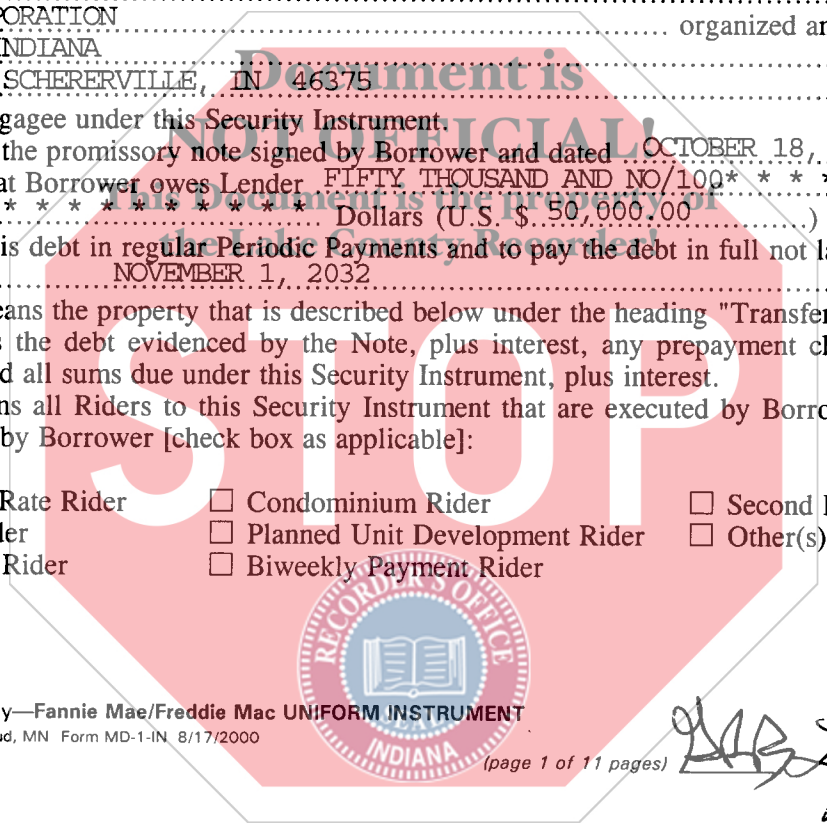 PORATION organized an
INDIANA
SCHERERVILLE, IN 46375
gagee under this Security Instrument.
the promissory note signed by Borrower and dated OCTOBER 18,
at Borrower owes Lender FIFTY THOUSAND AND NO/100* * * *
* * * * * * * * * * Dollars (U.S. $ 50,000.00 )
is debt in regular Periodic Payments and to pay the debt in full not la
NOVEMBER 1, 2032
eans the property that is described below under the heading "Transfer
s the debt evidenced by the Note, plus interest, any prepayment ch
d all sums due under this Security Instrument, plus interest.
ns all Riders to this Security Instrument that are executed by Borro
by Borrower [check box as applicable]:
Rate Rider ☐ Condominium Rider ☐ Second
der ☐ Planned Unit Development Rider ☐ Other(s)
Rider ☐ Biweekly Payment Rider
y—Fannie Mae/Freddie Mac UNIFORM INSTRUMENT
ud, MN Form MD-1-IN 8/17/2000
(page 1 of 11 pages)
Document is
NOT OFFICIAL!
This Document is the property of
the Lake County Recorder!
STOP
RECORDER'S OFFICE
SEAL
INDIANA